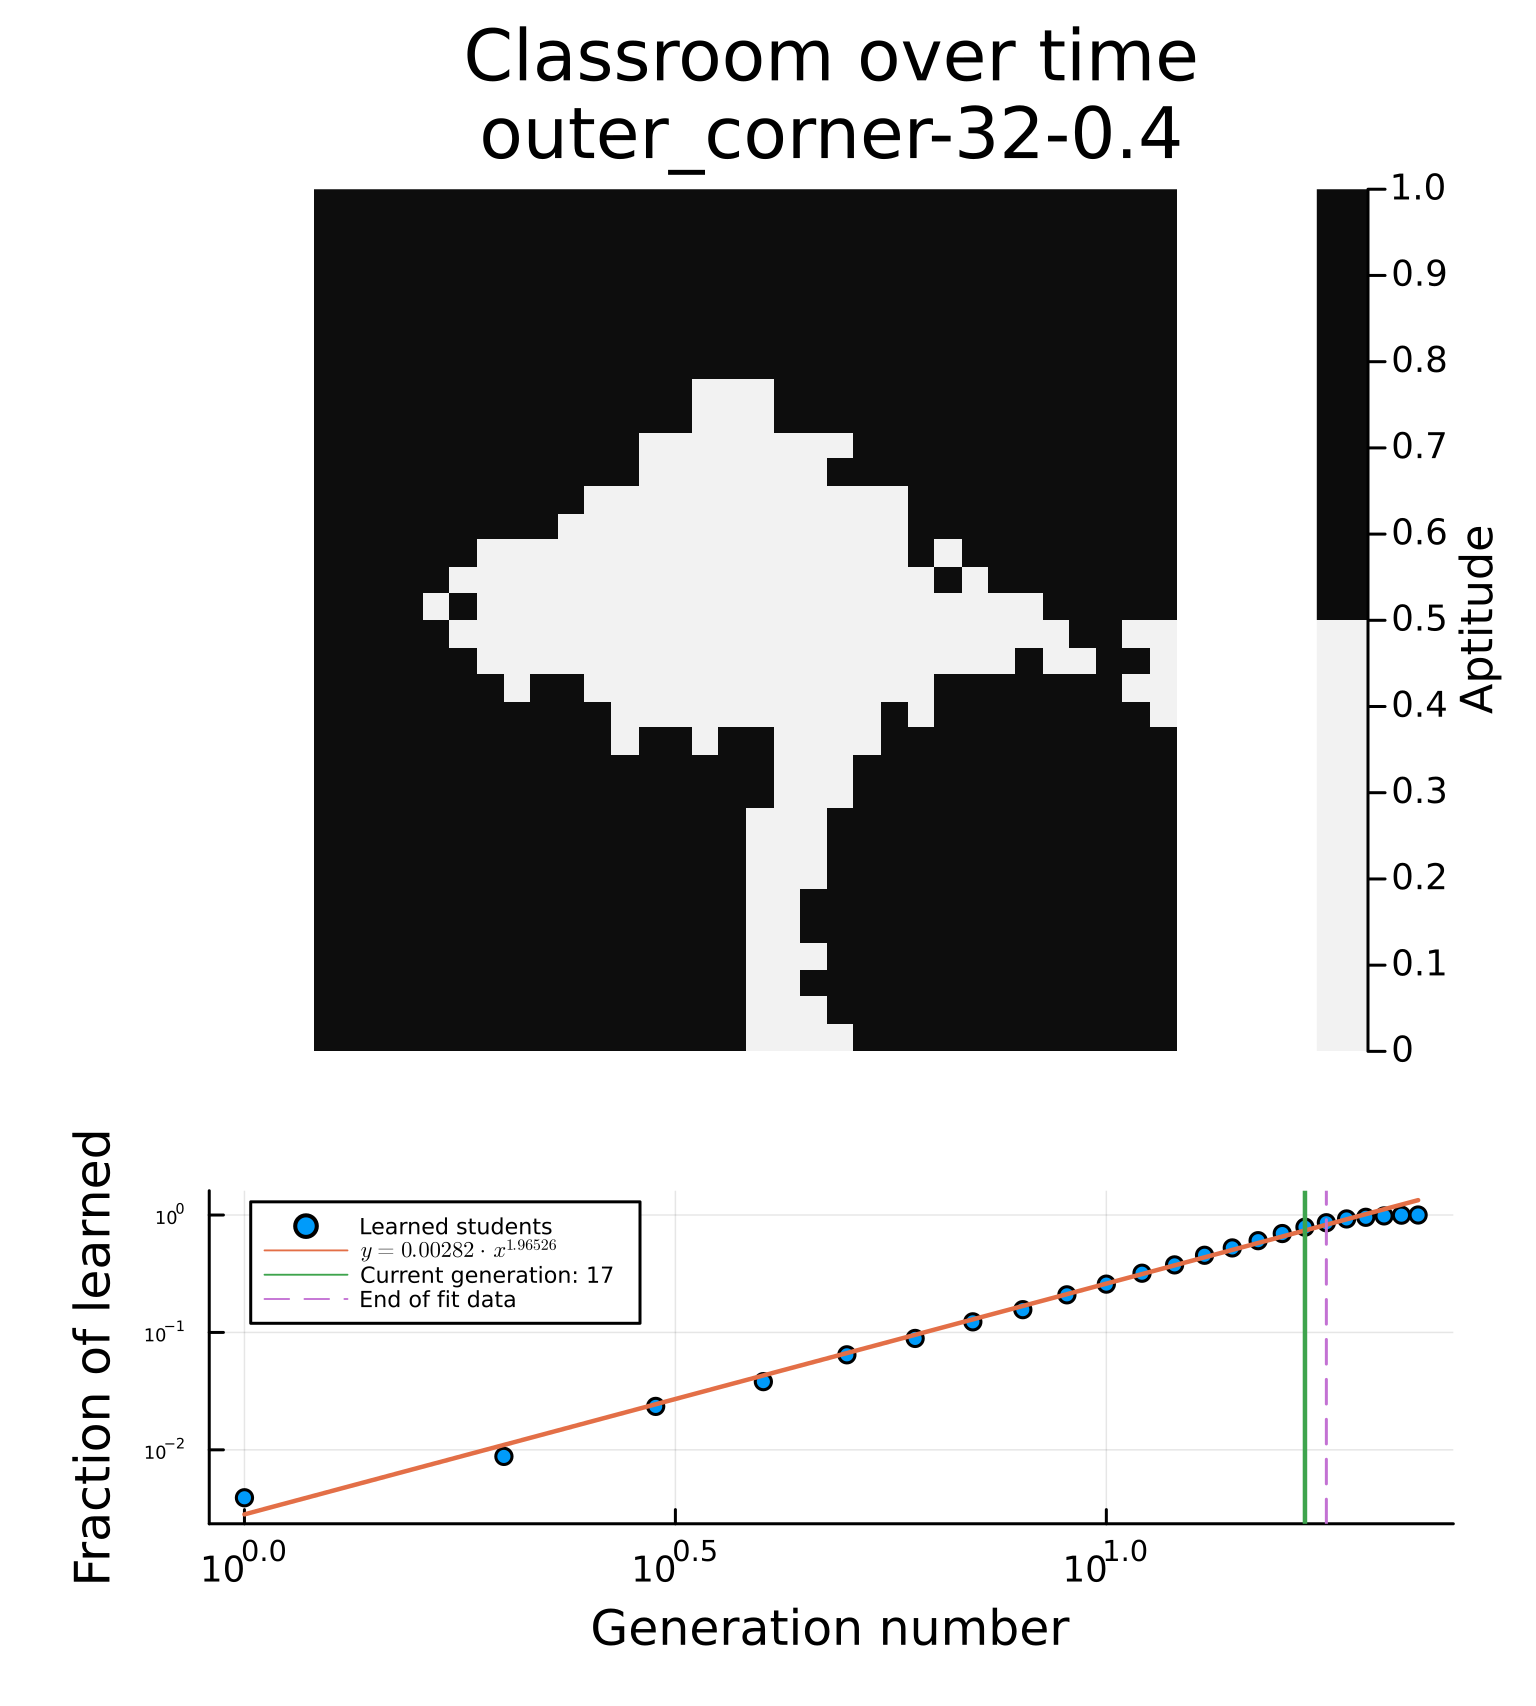 Classroom over time
outer_corner-32-0.4
1.0
0.9
0.8
0.7
0.6
0.5
0.4
0.3
0.2
0.1
0
Aptitude
Fraction of learned
10^0
10^-1
10^-2
Learned students
y = 0.00282 · x^1.96526
Current generation: 17
End of fit data
10^0.0
10^0.5
10^1.0
Generation number